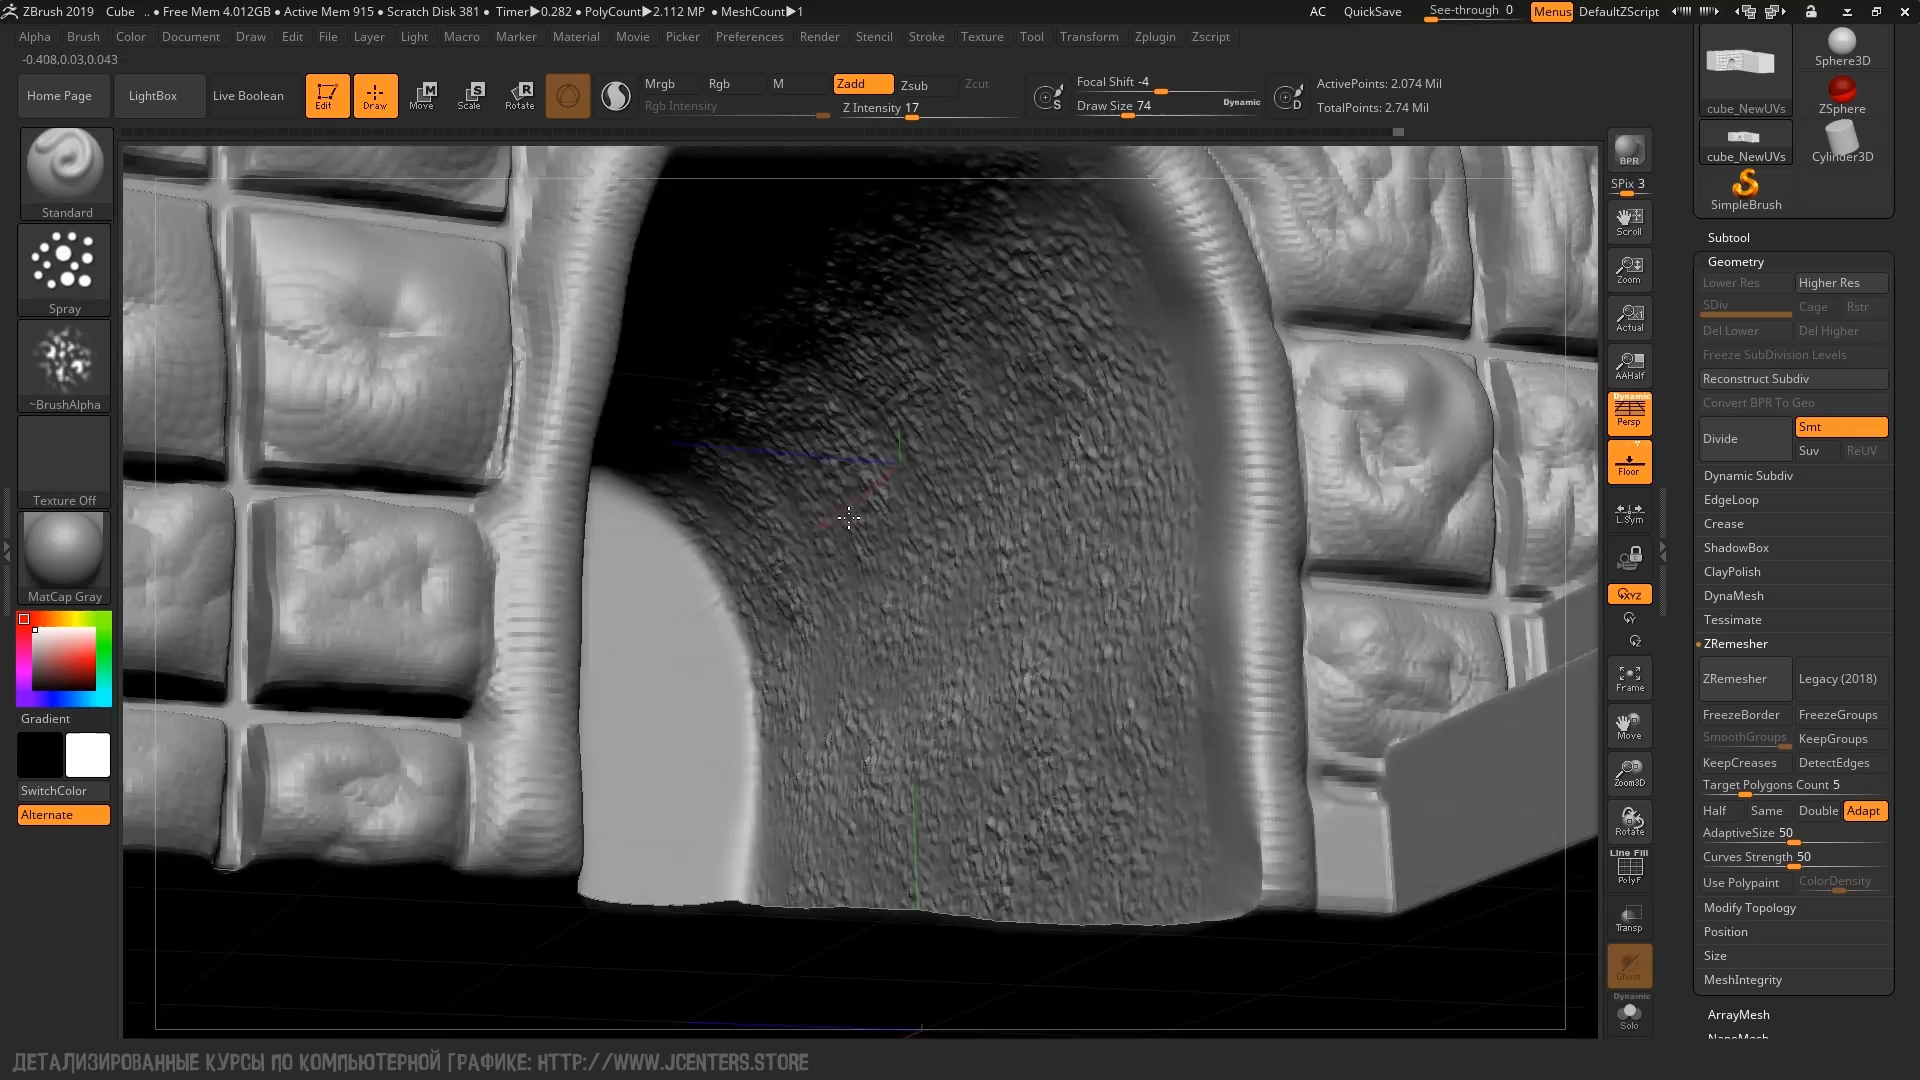 ZBrush 2019 Cube .. • Free Mem 4.012GB • Active Mem 915 • Scratch Disk 381 • Timer▶0.282 • PolyCount▶2.112 MP • MeshCount▶1 AC QuickSave See-through 0 Menus DefaultZScript
Alpha Brush Color Document Draw Edit File Layer Light Macro Marker Material Movie Picker Preferences Render Stencil Stroke Texture Tool Transform Zplugin Zscript
-0.408,0.03,0.043
Home Page LightBox Live Boolean Edit Draw Move Scale Rotate
Mrgb Rgb M Zadd Zsub Zcut
Rgb Intensity Z Intensity 17
S Focal Shift -4
Draw Size 74 Dynamic D
ActivePoints: 2.074 Mil
TotalPoints: 2.74 Mil
Standard
Spray
~BrushAlpha
Texture Off
MatCap Gray
Gradient
SwitchColor
Alternate
BPR
SPix 3
Scroll
Zoom
Actual
AAHalf
Dynamic
Persp
Floor
L.Sym
XYZ
Y
Z
Frame
Move
Zoom3D
Rotate
Line Fill
PolyF
Transp
Ghost
Dynamic
Solo
cube_NewUVs Sphere3D
ZSphere
cube_NewUVs Cylinder3D
SimpleBrush
Subtool
Geometry
Lower Res Higher Res
SDiv Cage Rstr
Del Lower Del Higher
Freeze SubDivision Levels
Reconstruct Subdiv
Convert BPR To Geo
Divide Smt
Suv ReUV
Dynamic Subdiv
EdgeLoop
Crease
ShadowBox
ClayPolish
DynaMesh
Tessimate
ZRemesher
ZRemesher Legacy (2018)
FreezeBorder FreezeGroups
SmoothGroups KeepGroups
KeepCreases DetectEdges
Target Polygons Count 5
Half Same Double Adapt
AdaptiveSize 50
Curves Strength 50
Use Polypaint ColorDensity
Modify Topology
Position
Size
MeshIntegrity
ArrayMesh
NanoMesh
ДЕТАЛИЗИРОВАННЫЕ КУРСЫ ПО КОМПЬЮТЕРНОЙ ГРАФИКЕ: HTTP://WWW.JCENTERS.STORE